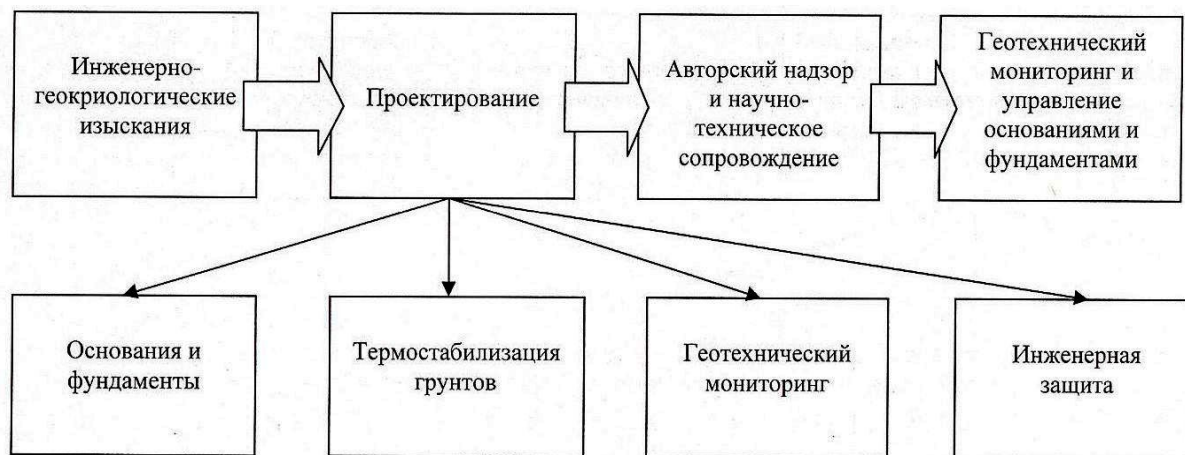 Инженерно-
геокриологические
изыскания
Проектирование
Авторский надзор
и научно-
техническое
сопровождение
Геотехнический
мониторинг и
управление
основаниями и
фундаментами
Основания и
фундаменты
Термостабилизация
грунтов
Геотехнический
мониторинг
Инженерная
защита